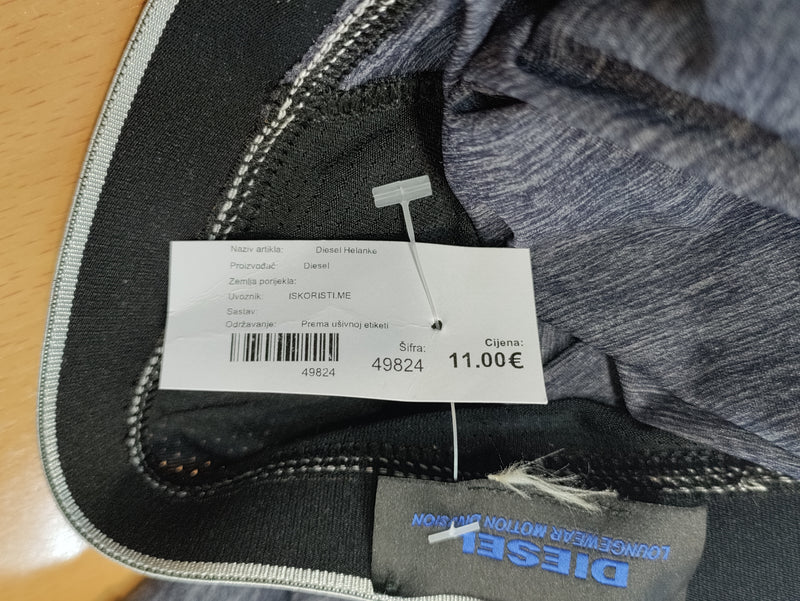 Naziv artikla: Diesel Helanke
Proizvođač: Diesel
Zemlja porijekla:
Uvoznik: ISKORISTI.ME
Sastav:
Održavanje: Prema ušivnoj etiketi
49824
Šifra:
49824
Cijena:
11.00€
DIESEL
LOUNGEWEAR MOTION DIVISION